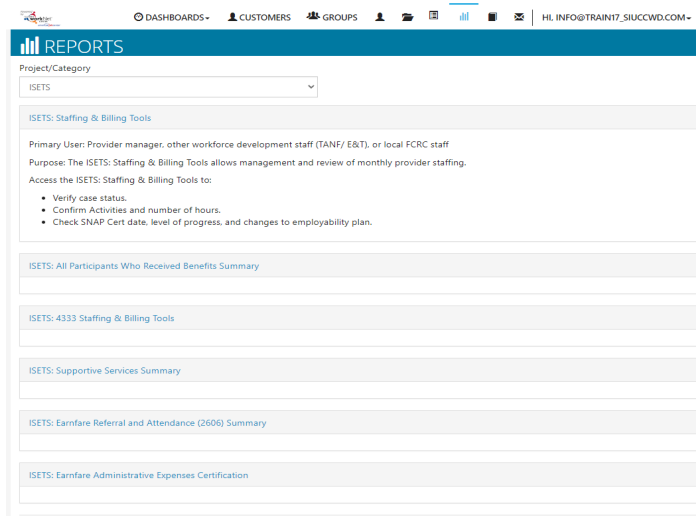 DASHBOARDS CUSTOMERS GROUPS HI, INFO@TRAIN17_SIUCCWD.COM
REPORTS
Project/Category
ISETS
ISETS: Staffing & Billing Tools
Primary User: Provider manager, other workforce development staff (TANF/ E&T), or local FCRC staff
Purpose: The ISETS: Staffing & Billing Tools allows management and review of monthly provider staffing.
Access the ISETS: Staffing & Billing Tools to:
• Verify case status.
• Confirm Activities and number of hours.
• Check SNAP Cert date, level of progress, and changes to employability plan.
ISETS: All Participants Who Received Benefits Summary
ISETS: 4333 Staffing & Billing Tools
ISETS: Supportive Services Summary
ISETS: Earnfare Referral and Attendance (2606) Summary
ISETS: Earnfare Administrative Expenses Certification